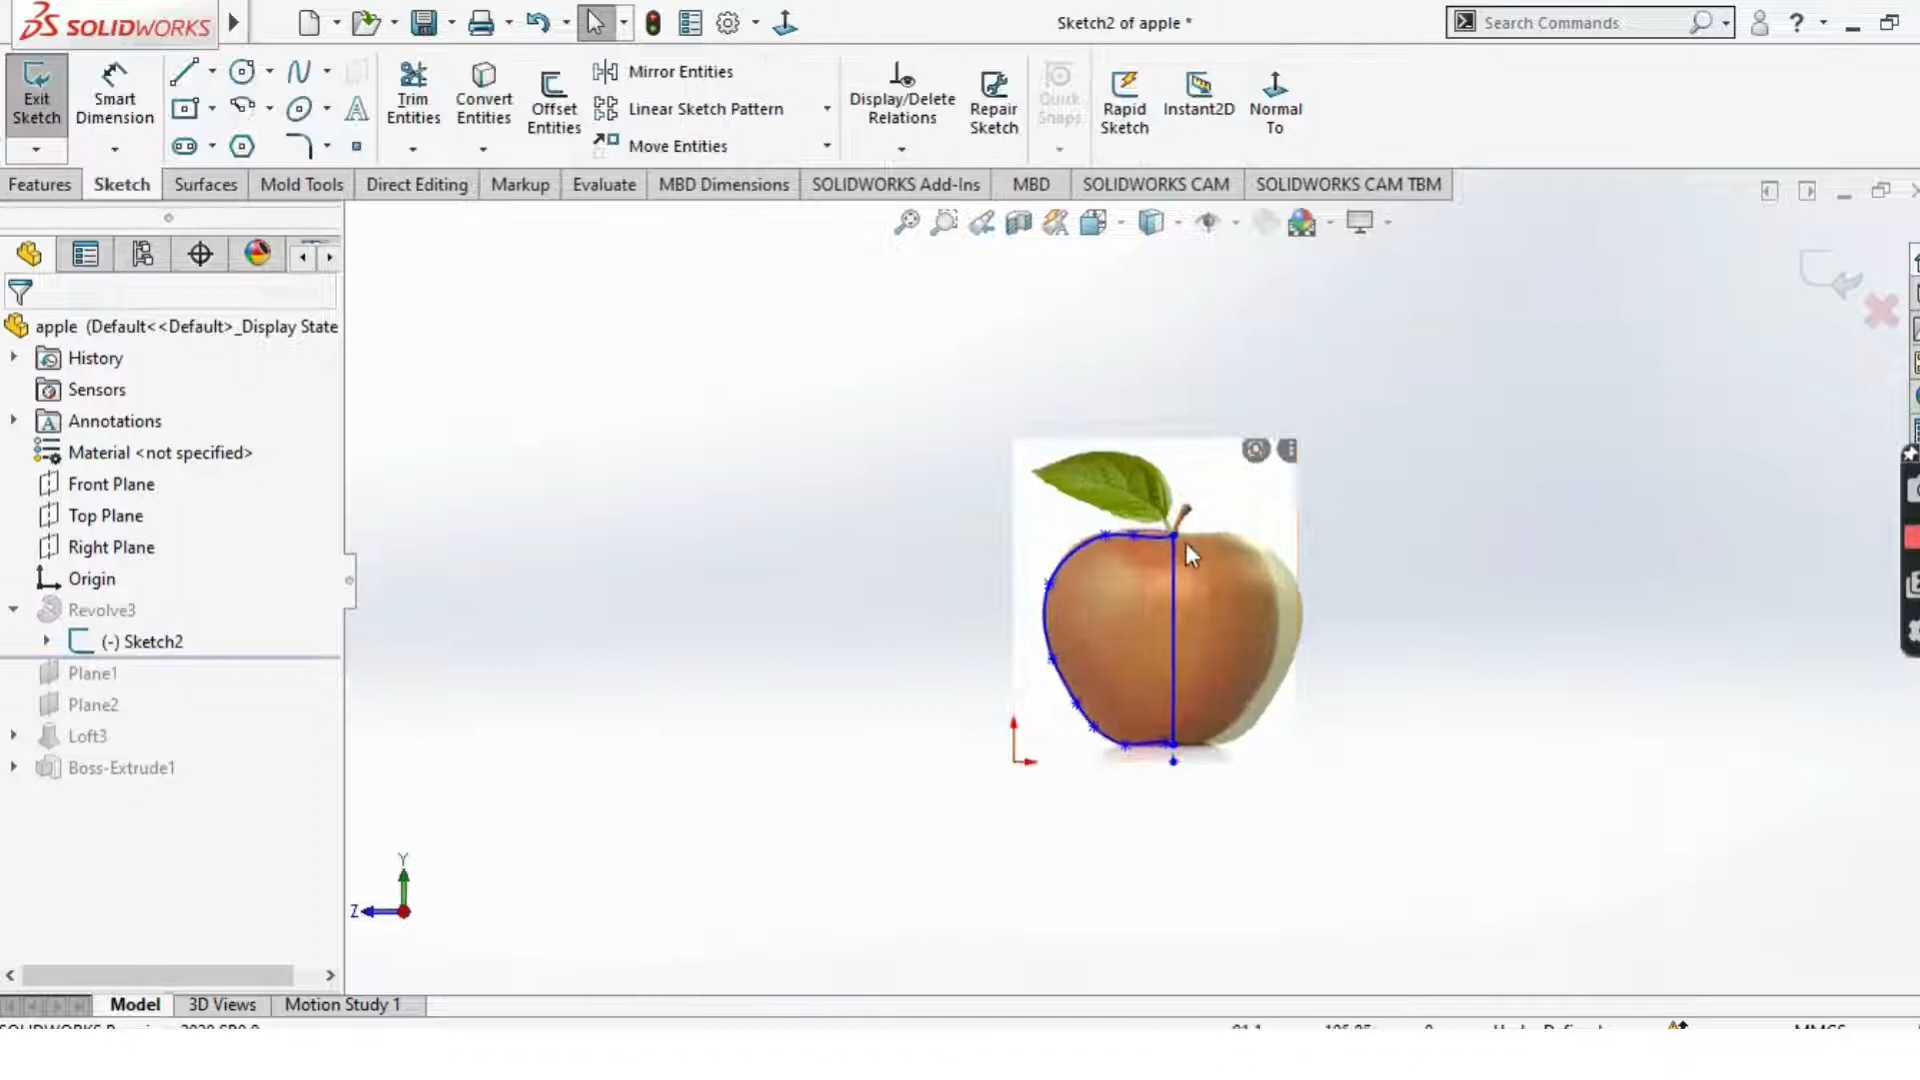 SOLIDWORKS
Sketch2 of apple *
Search Commands
?
Exit Sketch
Smart Dimension
Trim Entities
Convert Entities
Offset Entities
Mirror Entities
Linear Sketch Pattern
Move Entities
Display/Delete Relations
Repair Sketch
Quick Snaps
Rapid Sketch
Instant2D
Normal To
Features
Sketch
Surfaces
Mold Tools
Direct Editing
Markup
Evaluate
MBD Dimensions
SOLIDWORKS Add-Ins
MBD
SOLIDWORKS CAM
SOLIDWORKS CAM TBM
apple (Default<<Default>_Display State
History
Sensors
Annotations
Material <not specified>
Front Plane
Top Plane
Right Plane
Origin
Revolve3
(-) Sketch2
Plane1
Plane2
Loft3
Boss-Extrude1
Y
Z
Model
3D Views
Motion Study 1